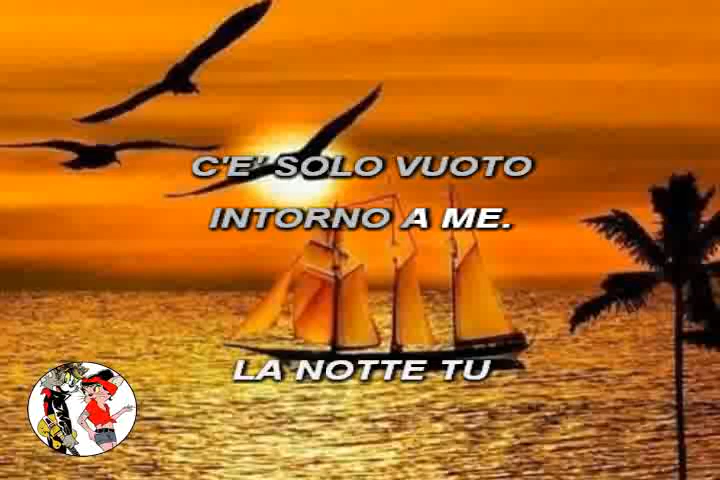 C'E' SOLO VUOTO
INTORNO A ME.
LA NOTTE TU